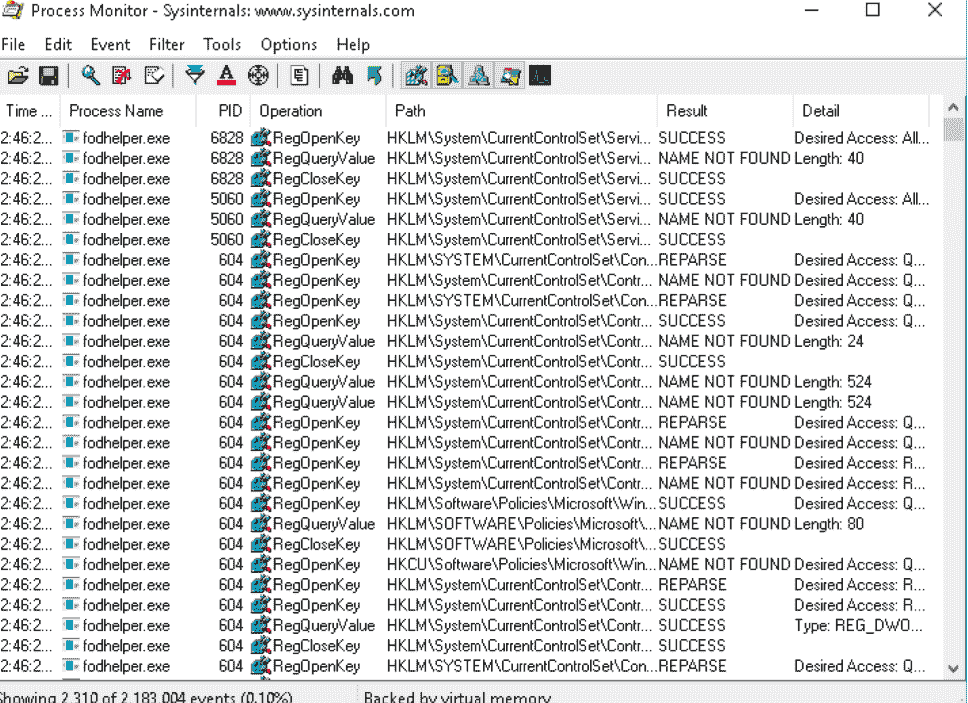 Process Monitor - Sysinternals: www.sysinternals.com
File Edit Event Filter Tools Options Help
Time ... Process Name PID Operation Path Result Detail
2:46:2... fodhelper.exe 6828 RegOpenKey HKLM\System\CurrentControlSet\Servi... SUCCESS Desired Access: All...
2:46:2... fodhelper.exe 6828 RegQueryValue HKLM\System\CurrentControlSet\Servi... NAME NOT FOUND Length: 40
2:46:2... fodhelper.exe 6828 RegCloseKey HKLM\System\CurrentControlSet\Servi... SUCCESS
2:46:2... fodhelper.exe 5060 RegOpenKey HKLM\System\CurrentControlSet\Servi... SUCCESS Desired Access: All...
2:46:2... fodhelper.exe 5060 RegQueryValue HKLM\System\CurrentControlSet\Servi... NAME NOT FOUND Length: 40
2:46:2... fodhelper.exe 5060 RegCloseKey HKLM\System\CurrentControlSet\Servi... SUCCESS
2:46:2... fodhelper.exe 604 RegOpenKey HKLM\SYSTEM\CurrentControlSet\Con... REPARSE Desired Access: Q...
2:46:2... fodhelper.exe 604 RegOpenKey HKLM\System\CurrentControlSet\Contr... NAME NOT FOUND Desired Access: Q...
2:46:2... fodhelper.exe 604 RegOpenKey HKLM\SYSTEM\CurrentControlSet\Con... REPARSE Desired Access: Q...
2:46:2... fodhelper.exe 604 RegOpenKey HKLM\System\CurrentControlSet\Contr... SUCCESS Desired Access: Q...
2:46:2... fodhelper.exe 604 RegQueryValue HKLM\System\CurrentControlSet\Contr... NAME NOT FOUND Length: 24
2:46:2... fodhelper.exe 604 RegCloseKey HKLM\System\CurrentControlSet\Contr... SUCCESS
2:46:2... fodhelper.exe 604 RegQueryValue HKLM\System\CurrentControlSet\Contr... NAME NOT FOUND Length: 524
2:46:2... fodhelper.exe 604 RegQueryValue HKLM\System\CurrentControlSet\Contr... NAME NOT FOUND Length: 524
2:46:2... fodhelper.exe 604 RegOpenKey HKLM\System\CurrentControlSet\Contr... REPARSE Desired Access: Q...
2:46:2... fodhelper.exe 604 RegOpenKey HKLM\System\CurrentControlSet\Contr... NAME NOT FOUND Desired Access: Q...
2:46:2... fodhelper.exe 604 RegOpenKey HKLM\System\CurrentControlSet\Contr... REPARSE Desired Access: R...
2:46:2... fodhelper.exe 604 RegOpenKey HKLM\System\CurrentControlSet\Contr... NAME NOT FOUND Desired Access: R...
2:46:2... fodhelper.exe 604 RegOpenKey HKLM\Software\Policies\Microsoft\Win... SUCCESS Desired Access: Q...
2:46:2... fodhelper.exe 604 RegQueryValue HKLM\SOFTWARE\Policies\Microsoft\... NAME NOT FOUND Length: 80
2:46:2... fodhelper.exe 604 RegCloseKey HKLM\SOFTWARE\Policies\Microsoft\... SUCCESS
2:46:2... fodhelper.exe 604 RegOpenKey HKCU\Software\Policies\Microsoft\Win... NAME NOT FOUND Desired Access: Q...
2:46:2... fodhelper.exe 604 RegOpenKey HKLM\System\CurrentControlSet\Contr... REPARSE Desired Access: R...
2:46:2... fodhelper.exe 604 RegOpenKey HKLM\System\CurrentControlSet\Contr... SUCCESS Desired Access: R...
2:46:2... fodhelper.exe 604 RegQueryValue HKLM\System\CurrentControlSet\Contr... SUCCESS Type: REG_DWO...
2:46:2... fodhelper.exe 604 RegCloseKey HKLM\System\CurrentControlSet\Contr... SUCCESS
2:46:2... fodhelper.exe 604 RegOpenKey HKLM\SYSTEM\CurrentControlSet\Con... REPARSE Desired Access: Q...
Showing 2,310 of 2,183,004 events (0.10%) Backed by virtual memory